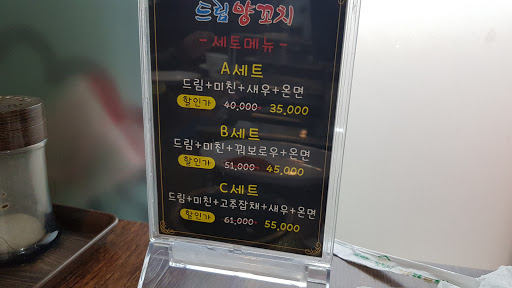 드림양꼬치
- 세트메뉴 -
A세트
드림+미친+새우+온면
할인가 40,000 35,000
B세트
드림+미친+꿔보로우+온면
할인가 51,000 45,000
C세트
드림+미친+고추잡채+새우+온면
할인가 61,000 55,000